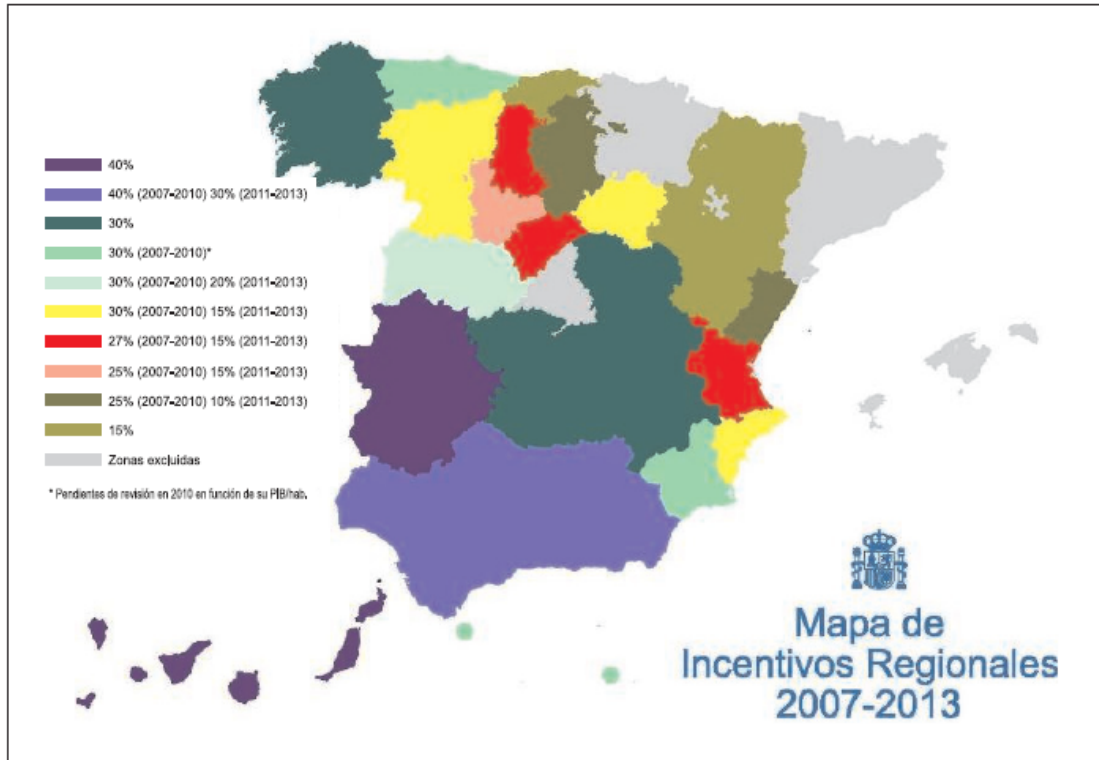 40%
40% (2007-2010) 30% (2011-2013)
30%
30% (2007-2010)*
30% (2007-2010) 20% (2011-2013)
30% (2007-2010) 15% (2011-2013)
27% (2007-2010) 15% (2011-2013)
25% (2007-2010) 15% (2011-2013)
25% (2007-2010) 10% (2011-2013)
15%
Zonas excluidas
* Pendientes de revisión en 2010 en función de su PIB/hab.
Mapa de
Incentivos Regionales
2007-2013